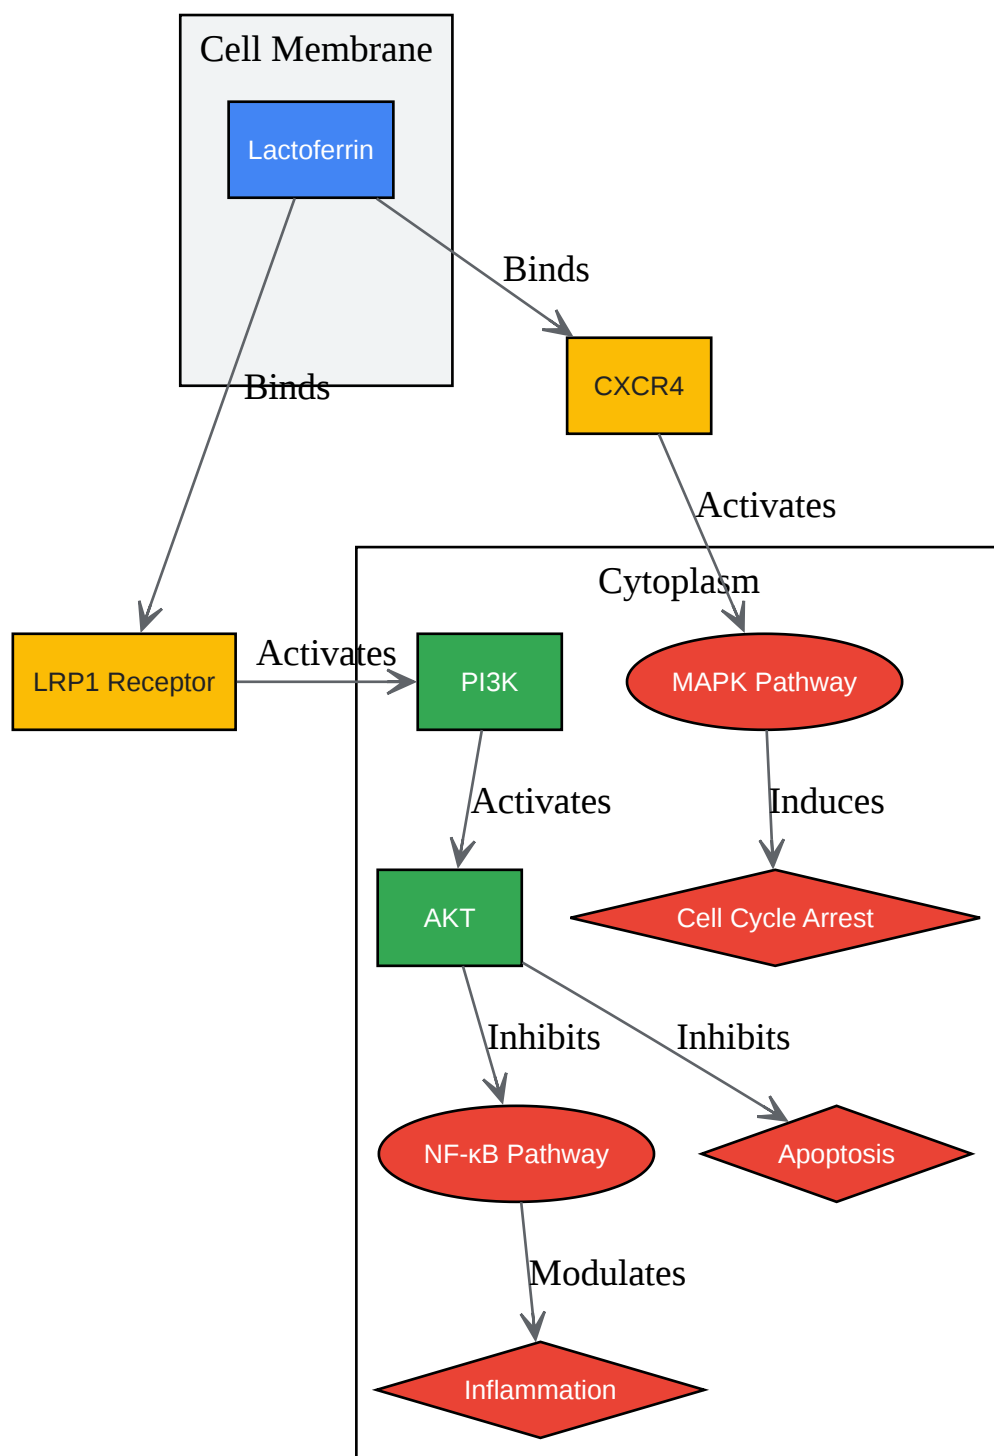 Cell Membrane
Lactoferrin
Binds
Binds
CXCR4
Activates
Cytoplasm
Activates
LRP1 Receptor
PI3K
MAPK Pathway
Activates
Induces
AKT
Cell Cycle Arrest
Inhibits
Inhibits
NF-κB Pathway
Apoptosis
Modulates
Inflammation